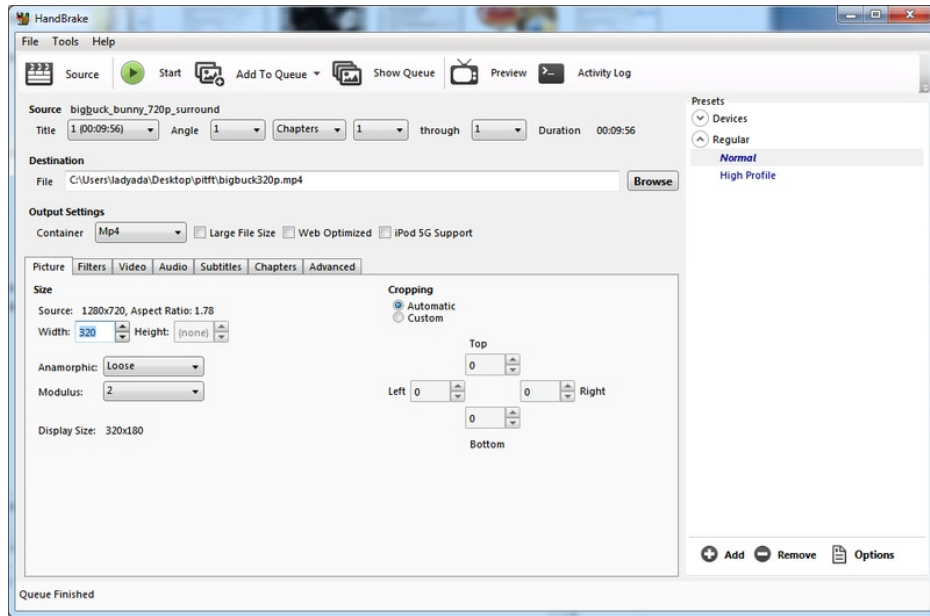 HandBrake
File Tools Help
Source Start Add To Queue Show Queue Preview Activity Log
Source bigbuck_bunny_720p_surround
Title 1 (00:09:56) Angle 1 Chapters 1 through 1 Duration 00:09:56
Destination
File C:\Users\ladyada\Desktop\pitft\bigbuck320p.mp4 Browse
Output Settings
Container Mp4 Large File Size Web Optimized iPod 5G Support
Picture Filters Video Audio Subtitles Chapters Advanced
Size
Source: 1280x720, Aspect Ratio: 1.78
Width: 320 Height: (none)
Anamorphic: Loose
Modulus: 2
Display Size: 320x180
Cropping
Automatic
Custom
Top
0
Left 0 0 Right
0
Bottom
Presets
Devices
Regular
Normal
High Profile
Add Remove Options
Queue Finished